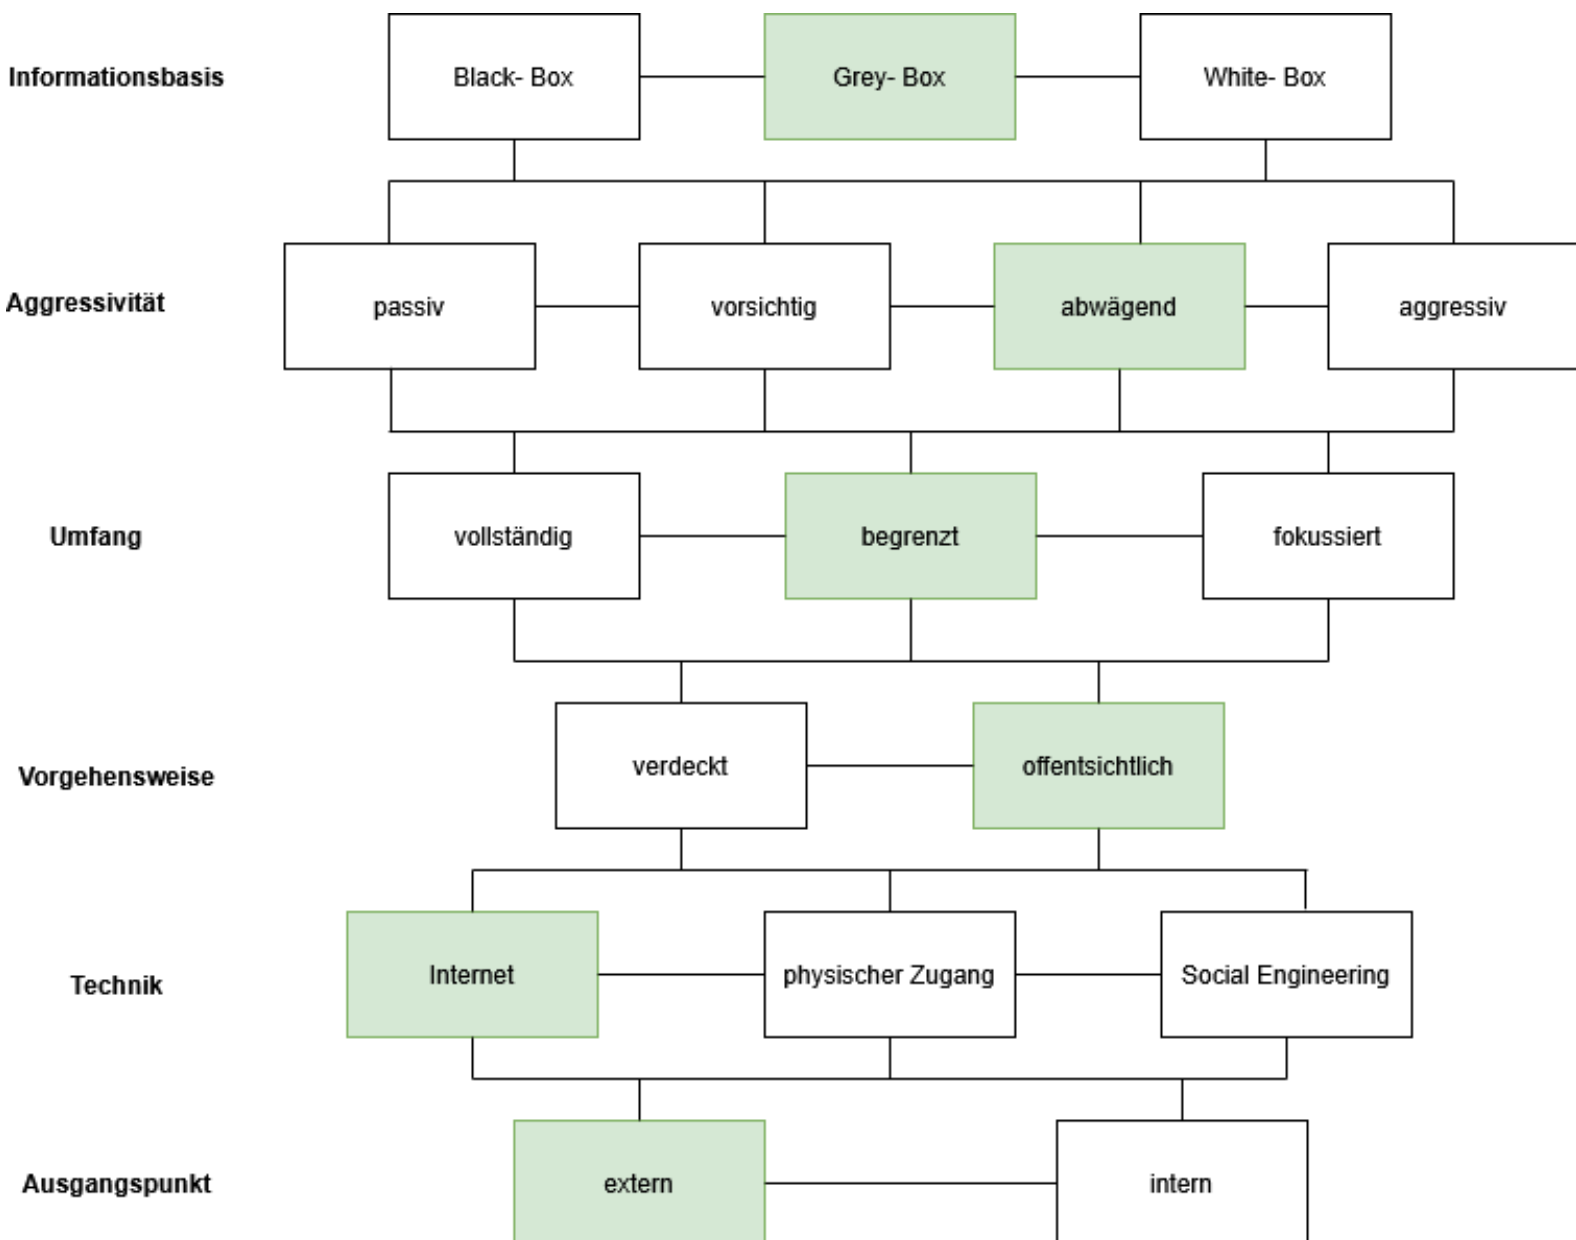 Informationsbasis
Black- Box
Grey- Box
White- Box
Aggressivität
passiv
vorsichtig
abwägend
aggressiv
Umfang
vollständig
begrenzt
fokussiert
Vorgehensweise
verdeckt
offentsichtlich
Technik
Internet
physischer Zugang
Social Engineering
Ausgangspunkt
extern
intern